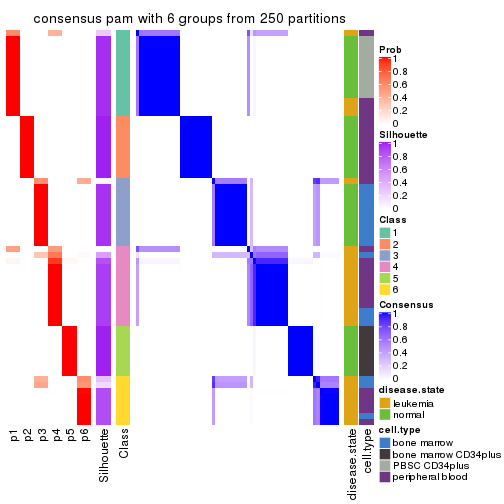 consensus pam with 6 groups from 250 partitions
Prob
1
0.8
0.6
0.4
0.2
0
Silhouette
1
0.8
0.6
0.4
0.2
0
Class
1
2
3
4
5
6
Consensus
1
0.8
0.6
0.4
0.2
0
disease.state
leukemia
normal
cell.type
bone marrow
bone marrow CD34plus
PBSC CD34plus
peripheral blood
p1
p2
p3
p4
p5
p6
Silhouette
Class
disease.state
cell.type